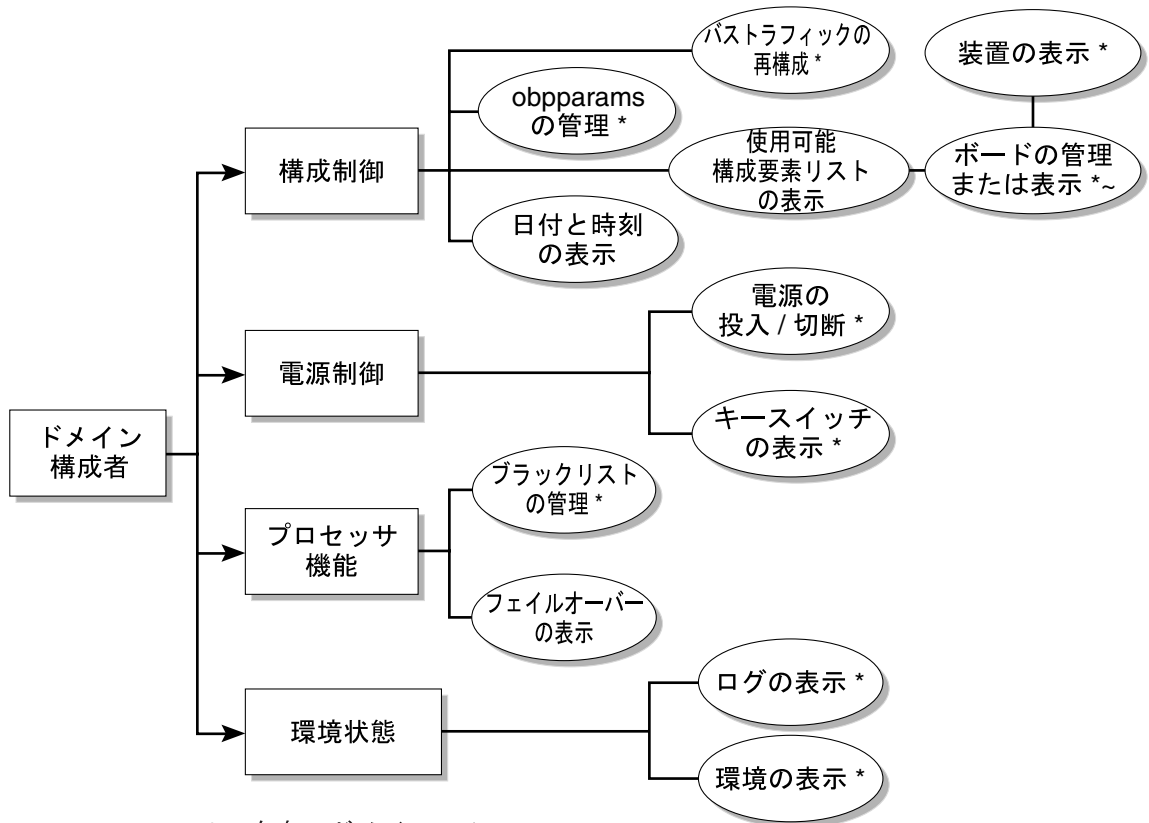 バストラフィックの
再構成 *
装置の表示 *
obpparams
の管理 *
構成制御
使用可能
構成要素リスト
の表示
ボードの管理
または表示 *~
日付と時刻
の表示
電源の
投入 / 切断 *
電源制御
キースイッチ
の表示 *
ドメイン
構成者
ブラックリスト
の管理 *
プロセッサ
機能
フェイルオーバー
の表示
ログの表示 *
環境状態
環境の表示 *